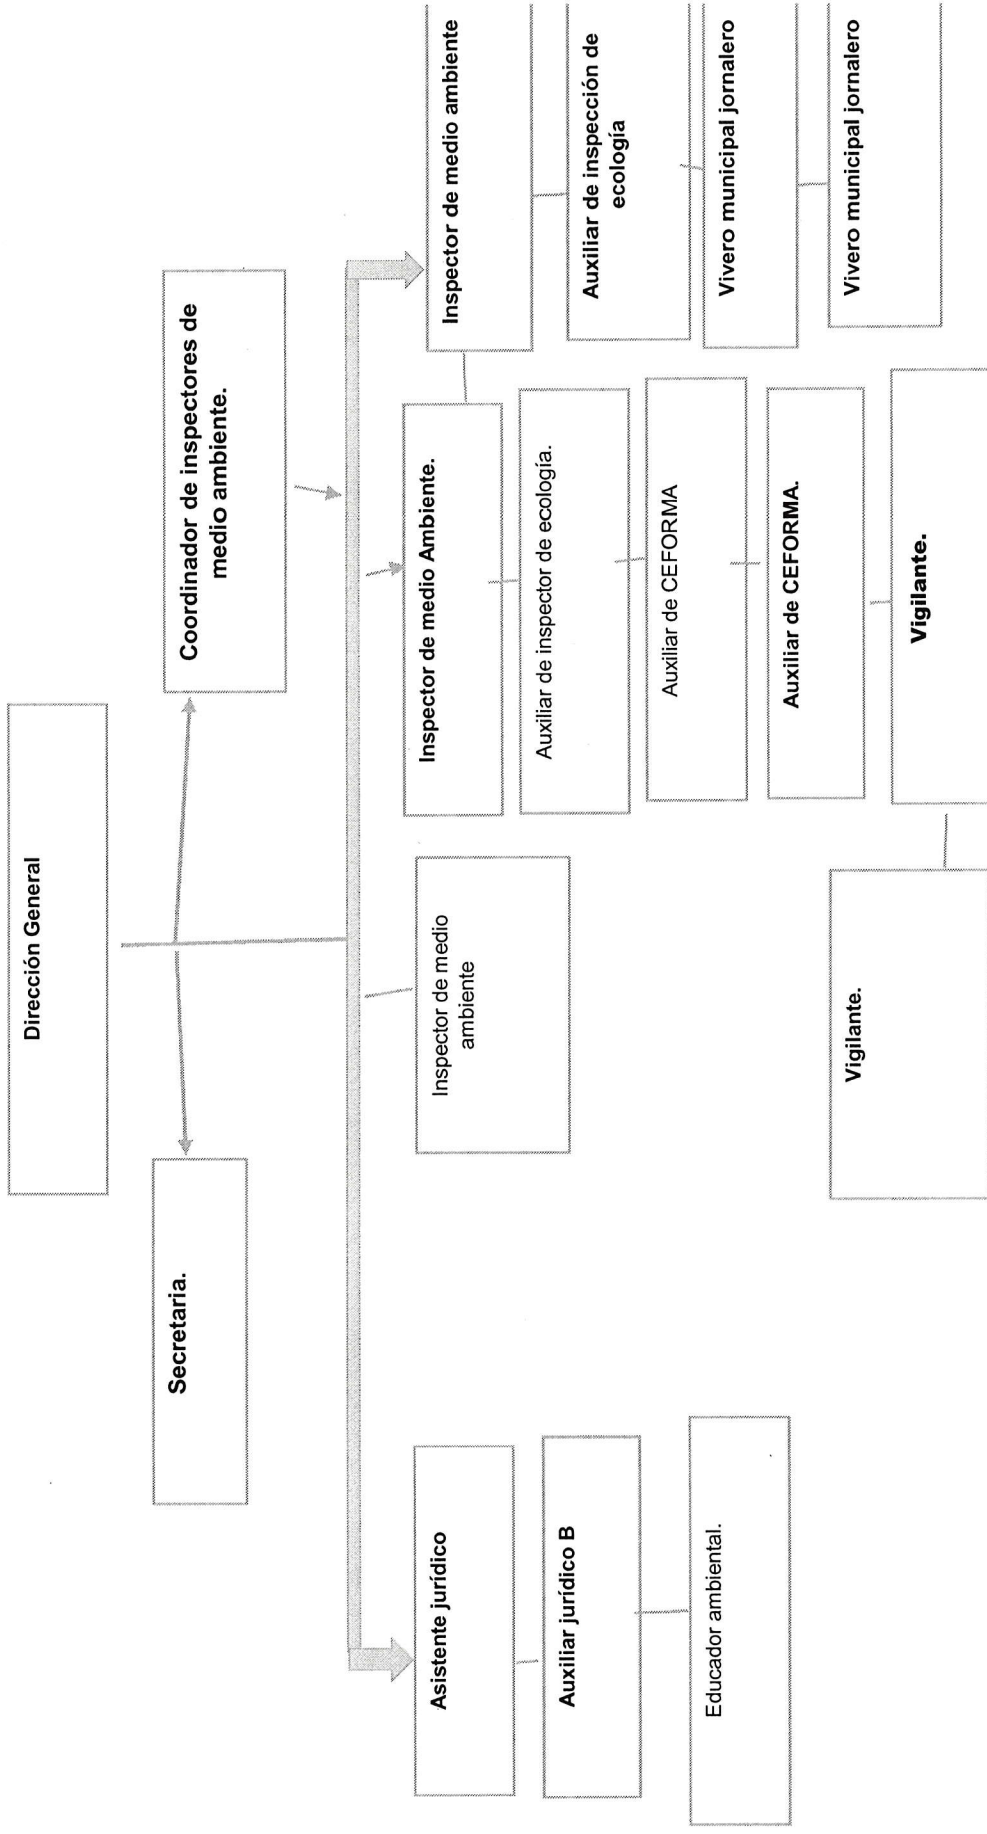 Dirección General
Secretaria.
Coordinador de inspectores de
medio ambiente.
Asistente jurídico
Auxiliar jurídico B
Educador ambiental.
Inspector de medio
ambiente
Inspector de medio Ambiente.
Auxiliar de inspector de ecología.
Auxiliar de CEFORMA
Auxiliar de CEFORMA.
Vigilante.
Vigilante.
Inspector de medio ambiente
Auxiliar de inspección de
ecología
Vivero municipal jornalero
Vivero municipal jornalero